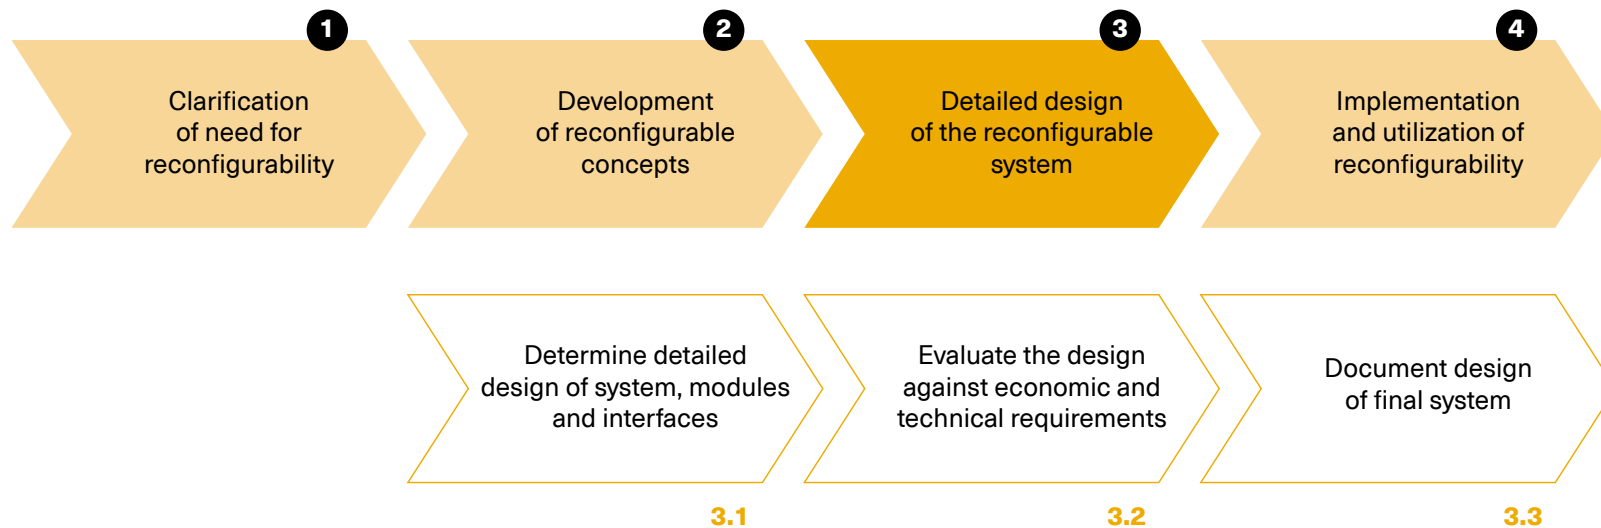 1
Clarification
of need for
reconfigurability
2
Development
of reconfigurable
concepts
3
Detailed design
of the reconfigurable
system
4
Implementation
and utilization of
reconfigurability
Determine detailed
design of system, modules
and interfaces
3.1
Evaluate the design
against economic and
technical requirements
3.2
Document design
of final system
3.3